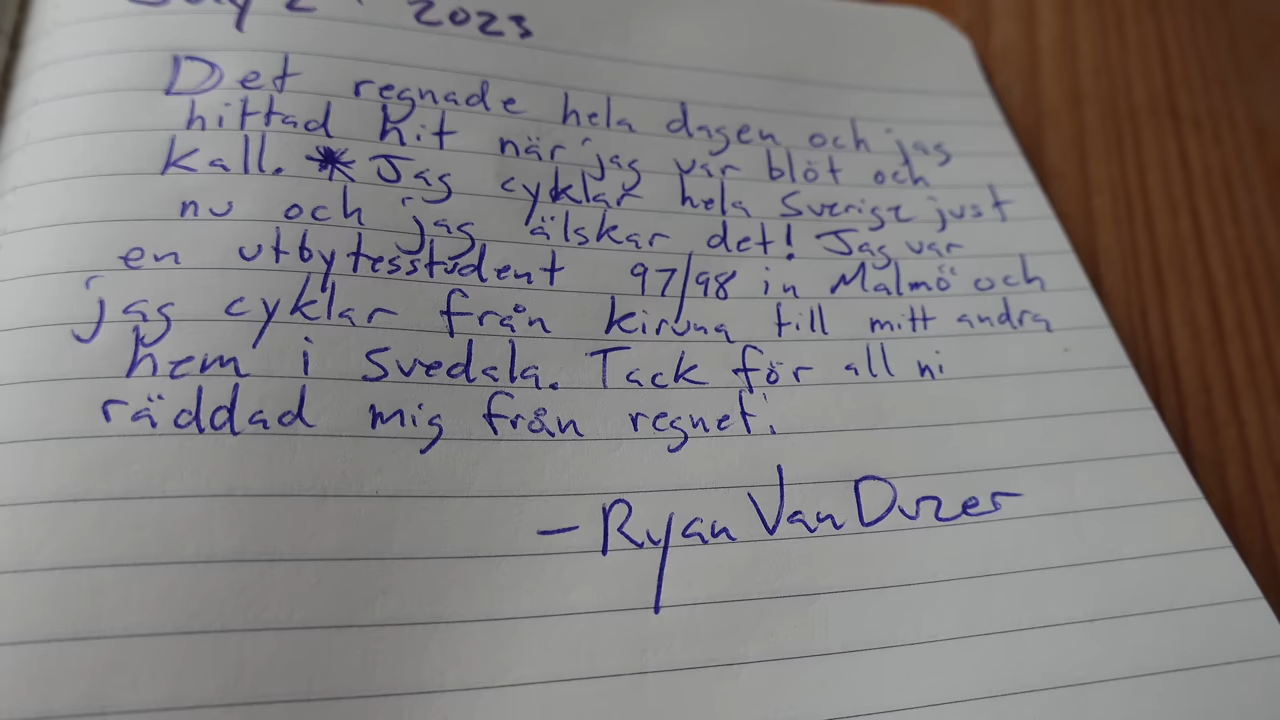 July 2 2023
Det regnade hela dagen och jag
hittad hit när jag var blöt och
kall. Jag cyklar hela Sverige just
nu och jag älskar det! Jag var
en utbytesstudent 97/98 in Malmö och
jag cyklar från kiruna till mitt andra
hem i svedala. Tack för all ni
räddad mig från regnet!
- Ryan Van Duzer